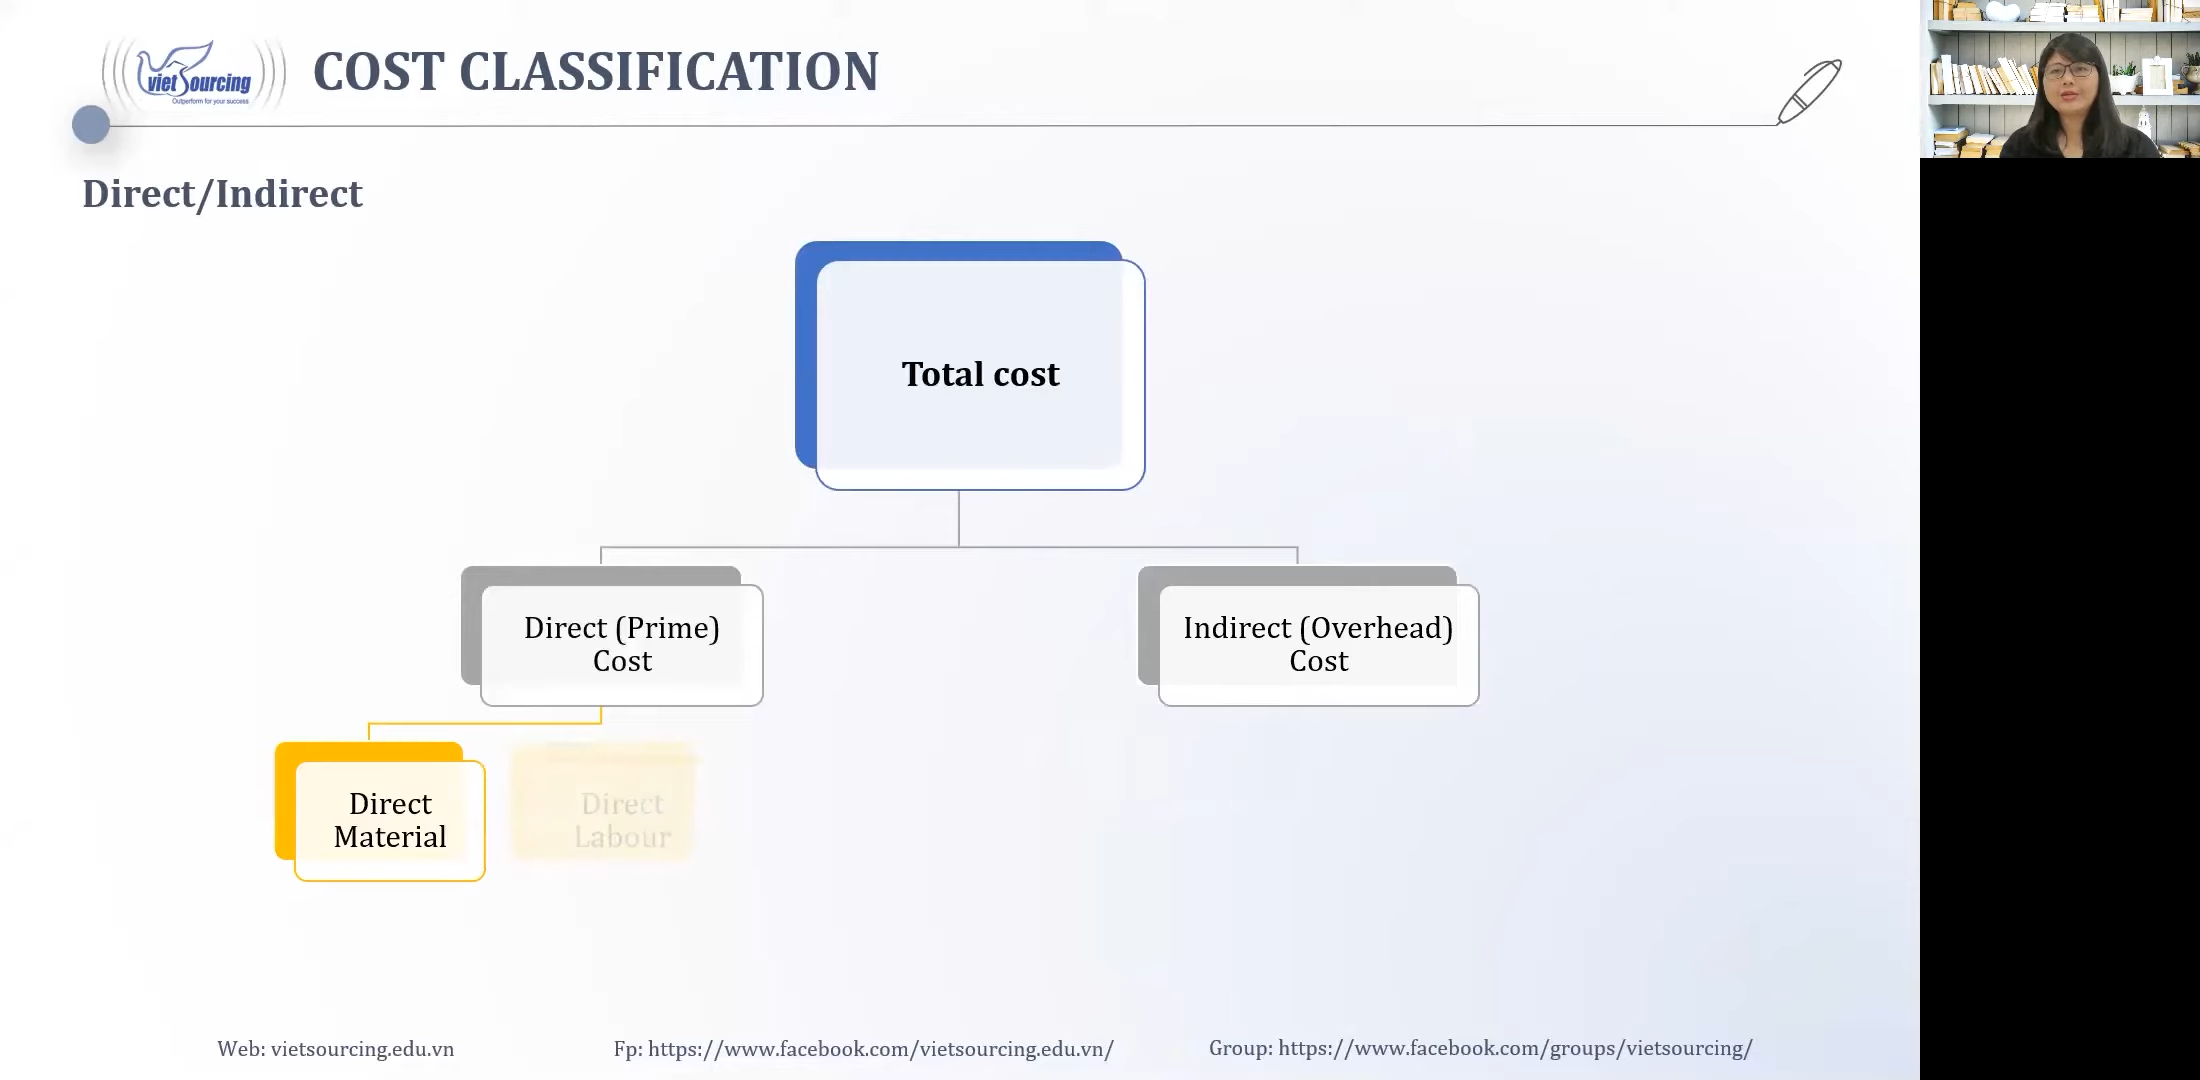 viet Sourcing
Outperform for your success
COST CLASSIFICATION
Direct/Indirect
Total cost
Direct (Prime)
Cost
Indirect (Overhead)
Cost
Direct
Material
Direct
Labour
Web: vietsourcing.edu.vn
Fp: https://www.facebook.com/vietsourcing.edu.vn/
Group: https://www.facebook.com/groups/vietsourcing/